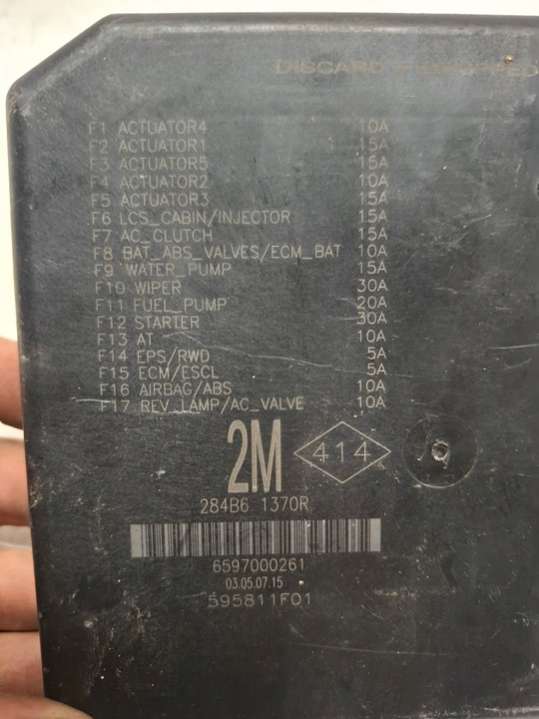 DISCARD
F1 ACTUATOR4 10A
F2 ACTUATOR1 15A
F3 ACTUATOR5 15A
F4 ACTUATOR2 10A
F5 ACTUATOR3 15A
F6 LCS_CABIN/INJECTOR 15A
F7 AC_CLUTCH 15A
F8 BAT_ABS_VALVES/ECM_BAT 10A
F9 WATER_PUMP 15A
F10 WIPER 30A
F11 FUEL_PUMP 20A
F12 STARTER 30A
F13 AT 10A
F14 EPS/RWD 5A
F15 ECM/ESCL 5A
F16 AIRBAG/ABS 10A
F17 REV_LAMP/AC_VALVE 10A
2M 414
284B6 1370R
6597000261
03.05.07.15
595811F01